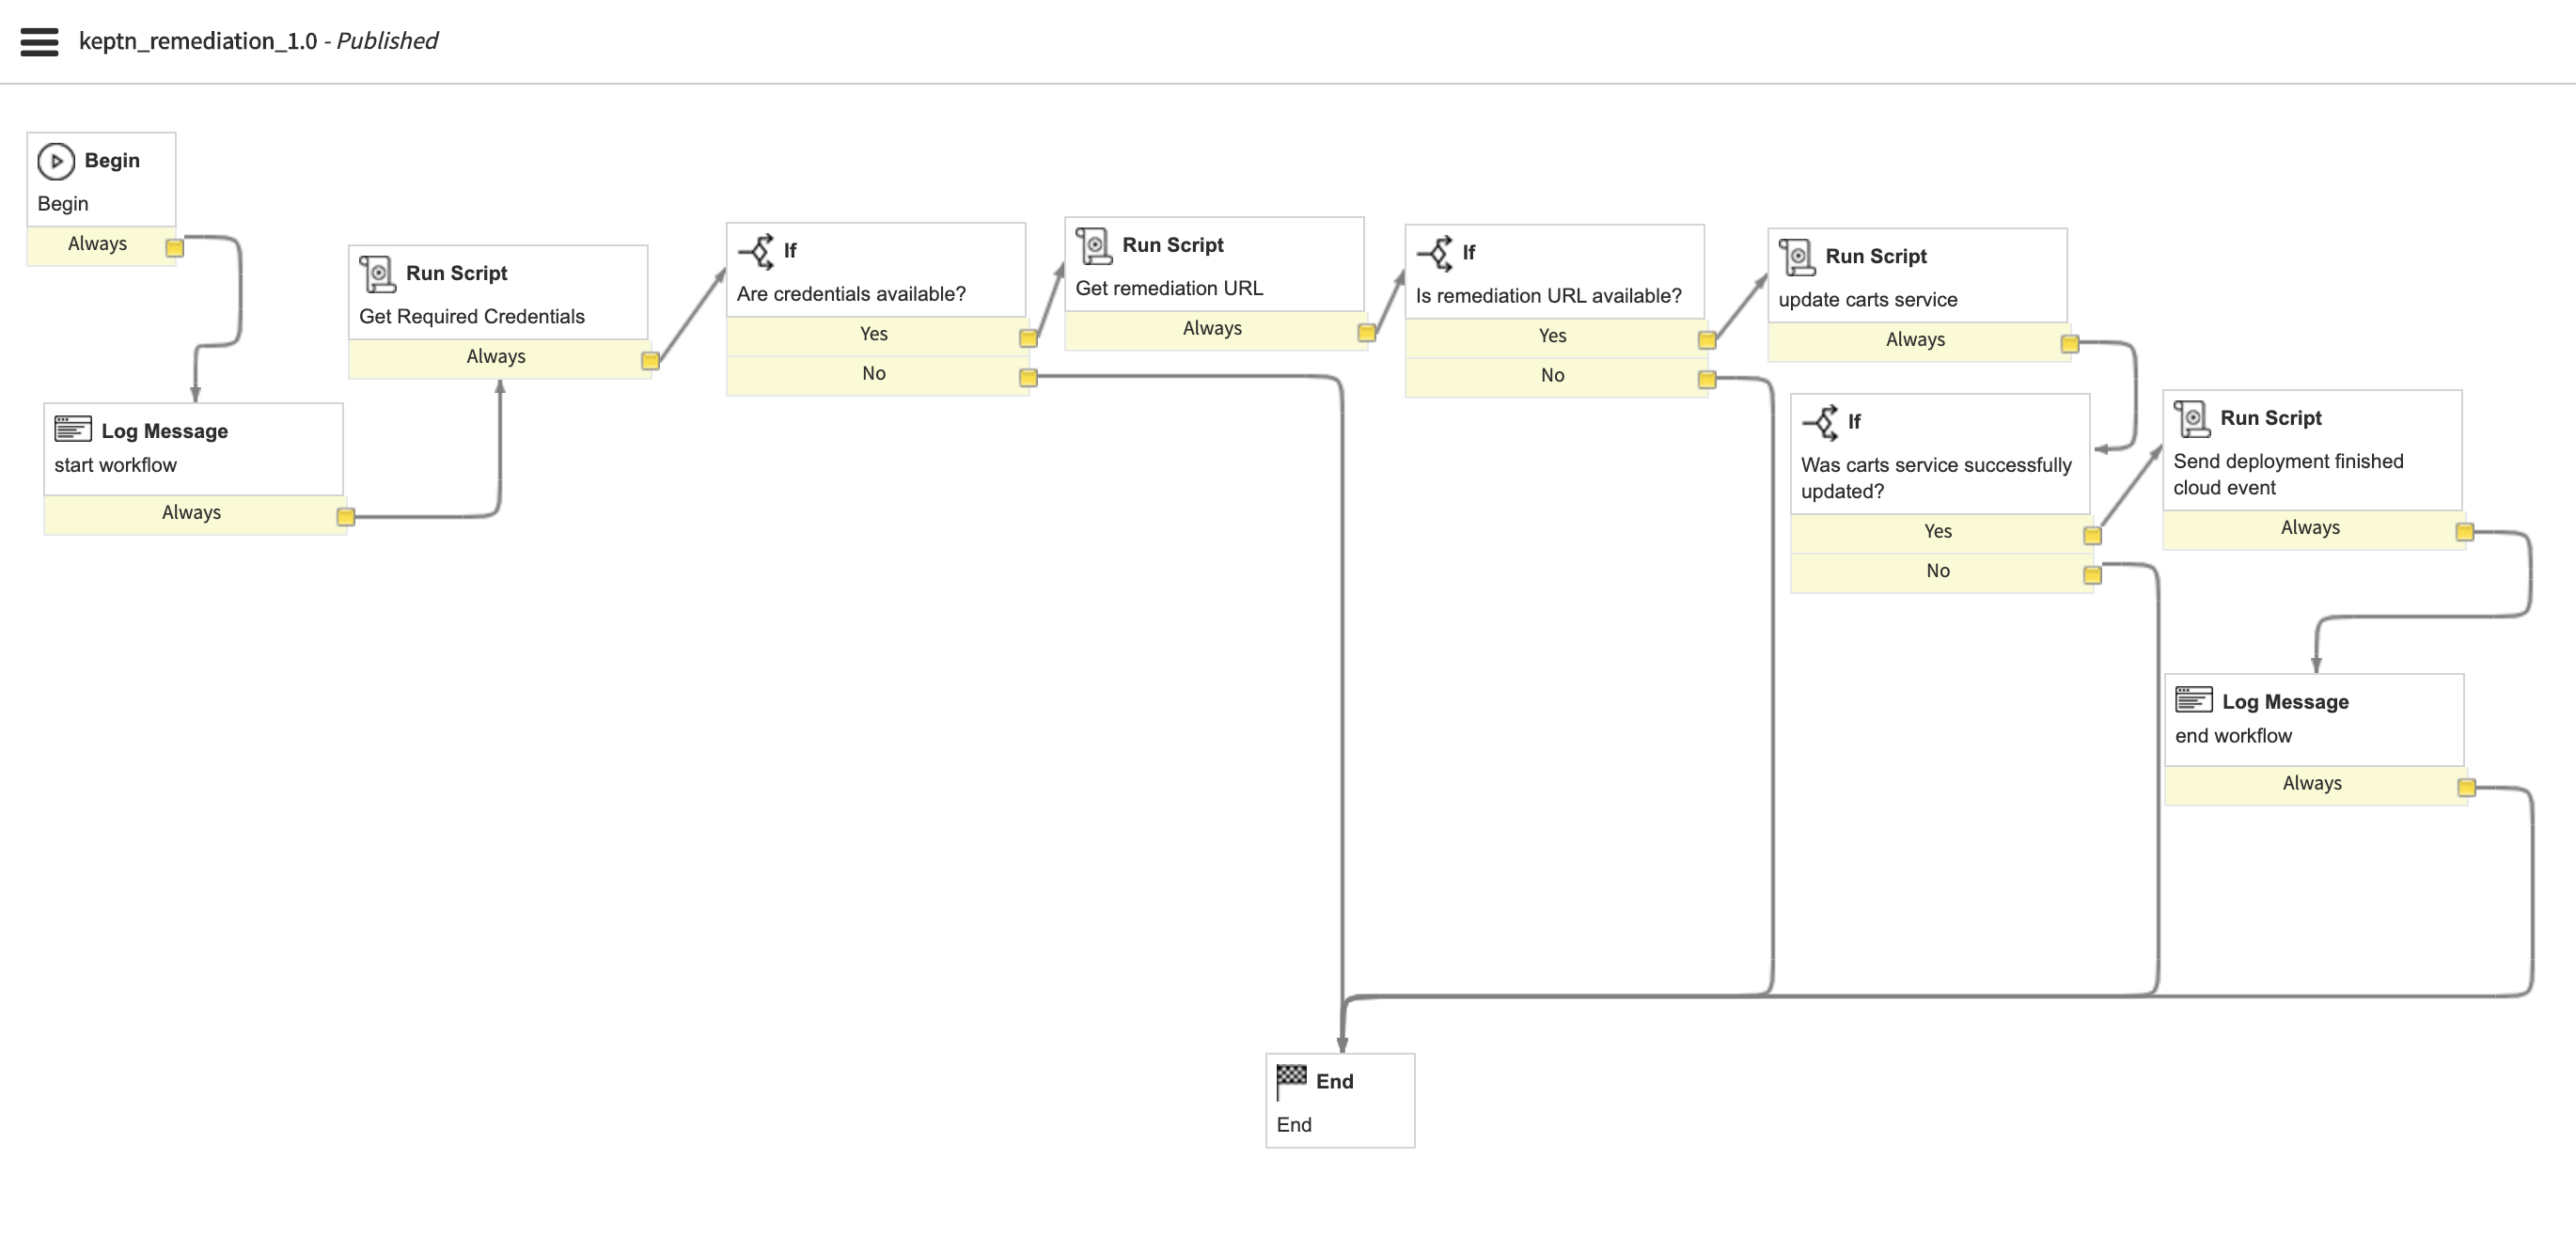 keptn_remediation_1.0 - Published
Begin
Begin
Always
Log Message
start workflow
Always
Run Script
Get Required Credentials
Always
If
Are credentials available?
Yes
No
Run Script
Get remediation URL
Always
If
Is remediation URL available?
Yes
No
Run Script
update carts service
Always
If
Was carts service successfully
updated?
Yes
No
Run Script
Send deployment finished
cloud event
Always
Log Message
end workflow
Always
End
End